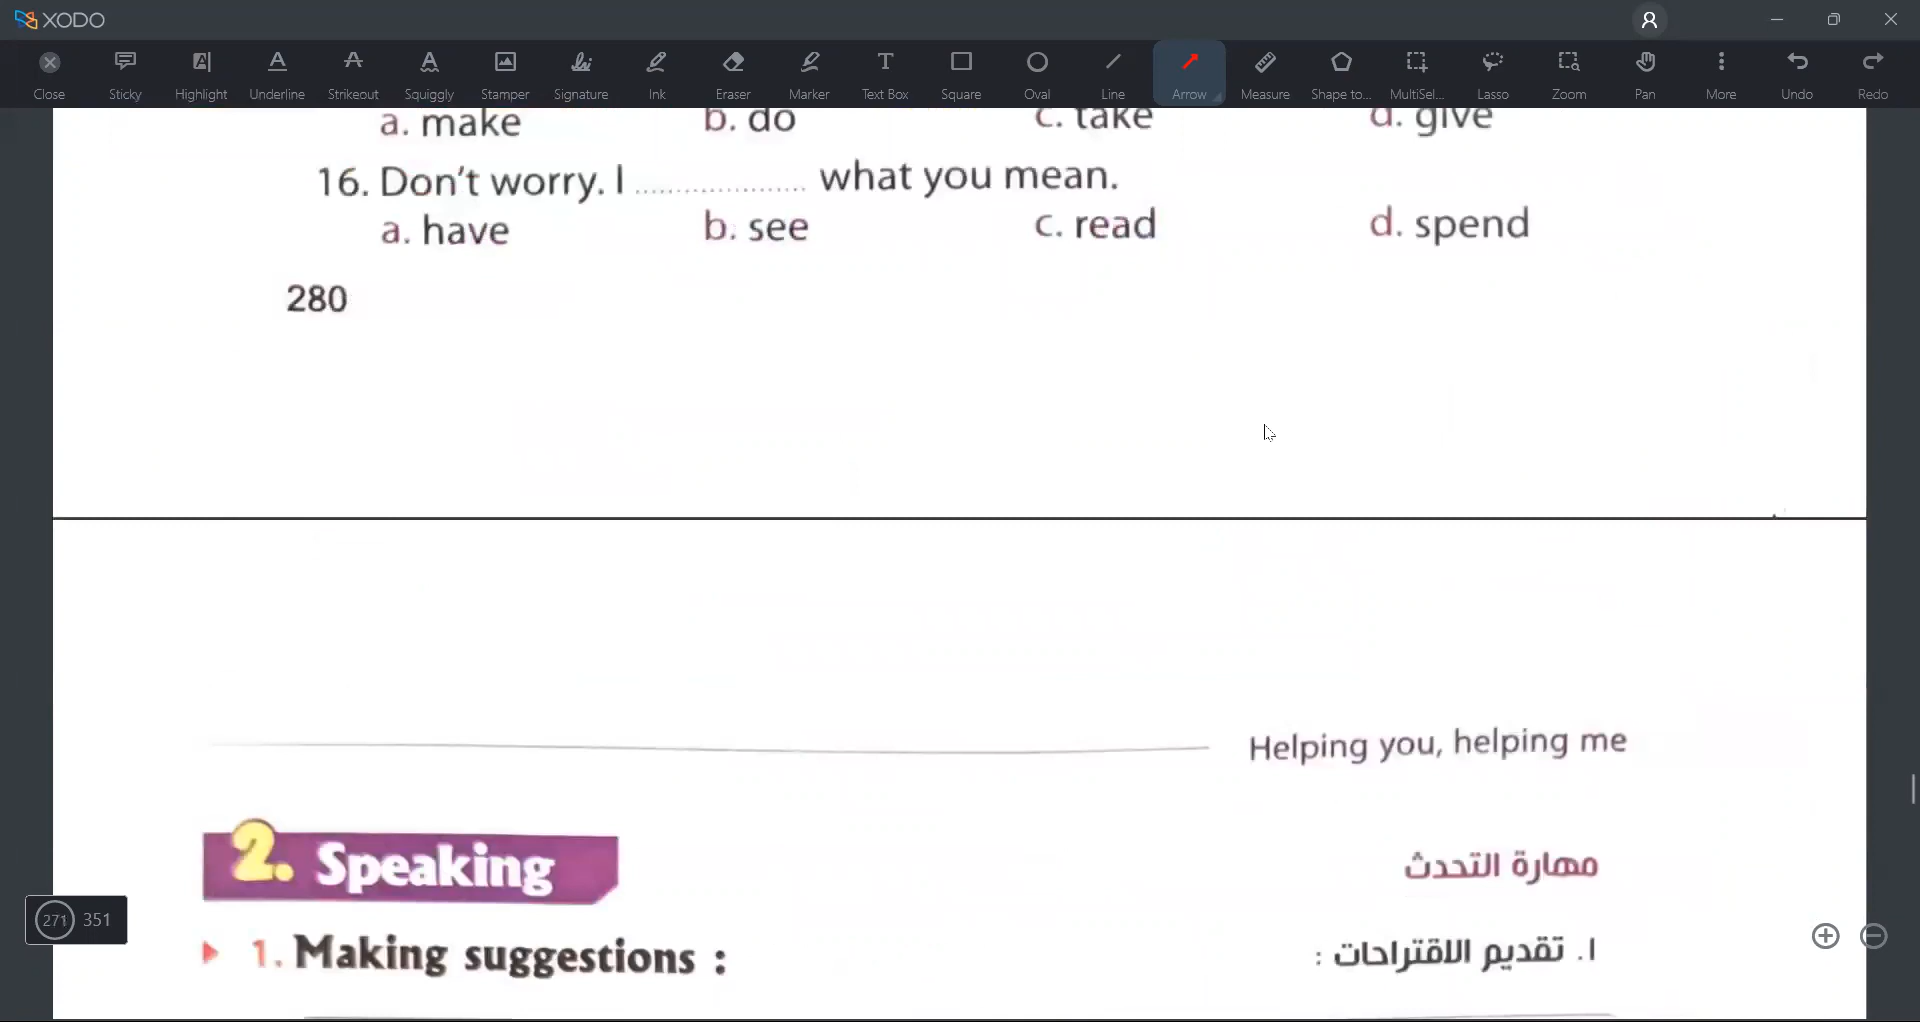 XODO
Close Sticky Highlight Underline Strikeout Squiggly Stamper Signature Ink Eraser Marker Text Box Square Oval Line Arrow Measure Shape to... MultiSel... Lasso Zoom Pan More Undo Redo
a. make b. do c. take d. give
16. Don't worry. I .................... what you mean.
a. have b. see c. read d. spend
280
Helping you, helping me
2. Speaking مهارة التحدث
1. Making suggestions : ١. تقديم الاقتراحات :
271 351